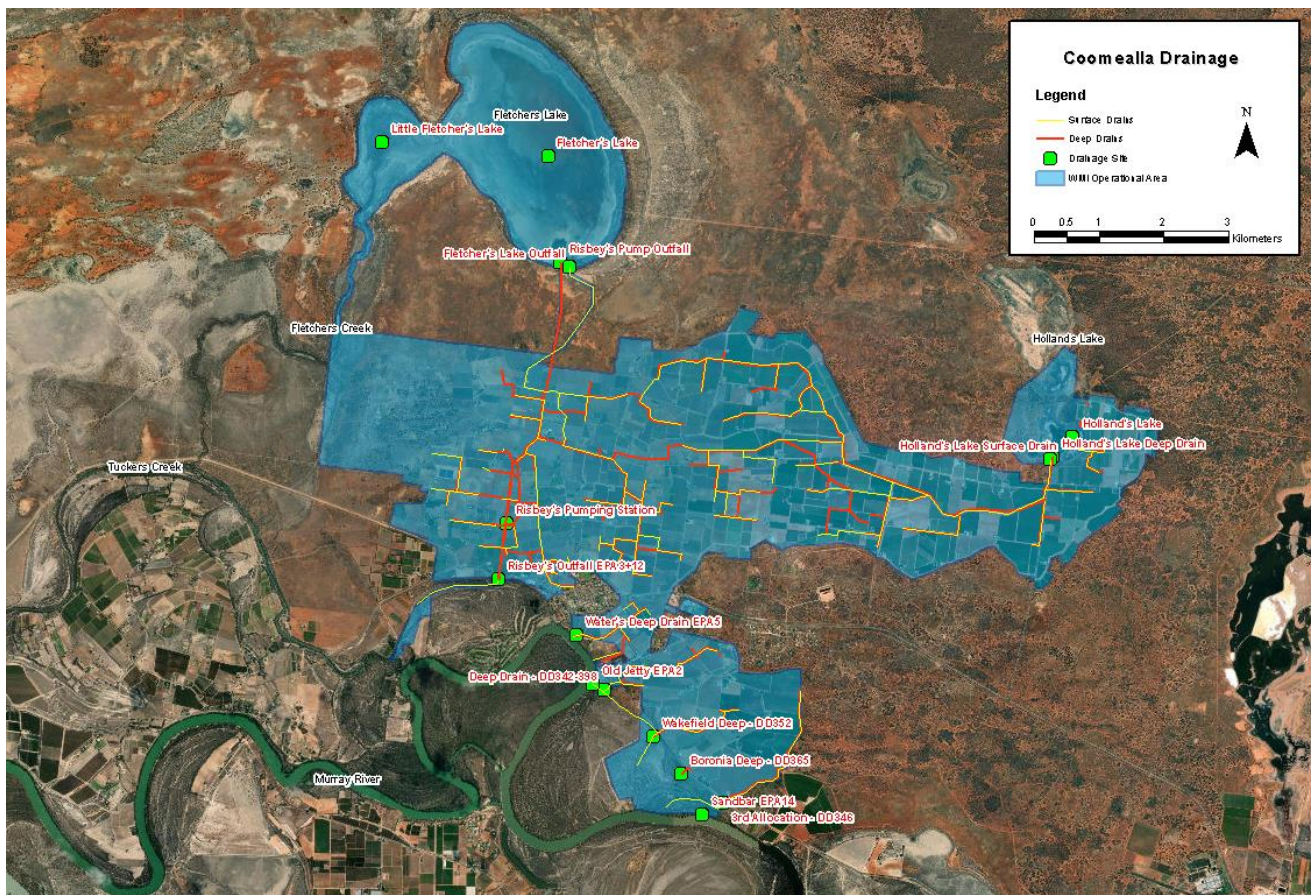 Coomealla Drainage
Legend
Surface Drains
Deep Drains
Drainage Site
WMI Operational Area
N
0 0.5 1 2 3
Kilometers
Fletchers Lake
Little Fletcher's Lake
Fletcher's Lake
Fletcher's Lake Outfall
Risbey's Pump Outfall
Fletchers Creek
Hollands Lake
Holland's Lake
Holland's Lake Surface Drain
Holland's Lake Deep Drain
Tuckers Creek
Risbey's Pumping Station
Risbey's Outfall EPA 3+12
Water's Deep Drain EPA5
Old Jetty EPA2
Deep Drain - DD342-398
Wakefield Deep - DD352
Boronia Deep - DD365
Murray River
Sandbar EPA14
3rd Allocation - DD346